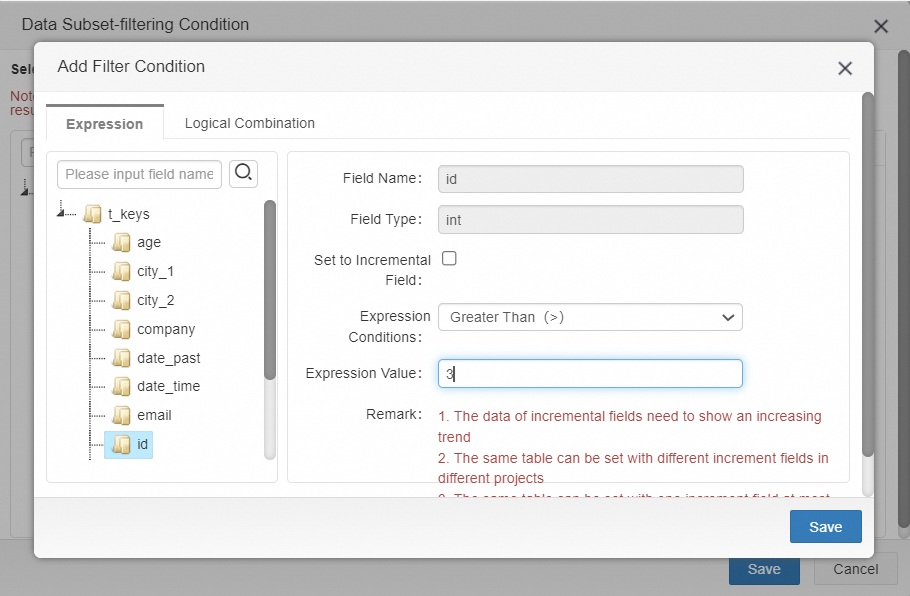 Data Subset-filtering Condition
Add Filter Condition
Expression
Logical Combination
Please input field name
t_keys
age
city_1
city_2
company
date_past
date_time
email
id
Field Name:
id
Field Type:
int
Set to Incremental
Field:
Expression
Conditions:
Greater Than (>)
Expression Value:
3
Remark:
1. The data of incremental fields need to show an increasing
trend
2. The same table can be set with different increment fields in
different projects
Save
Save
Cancel